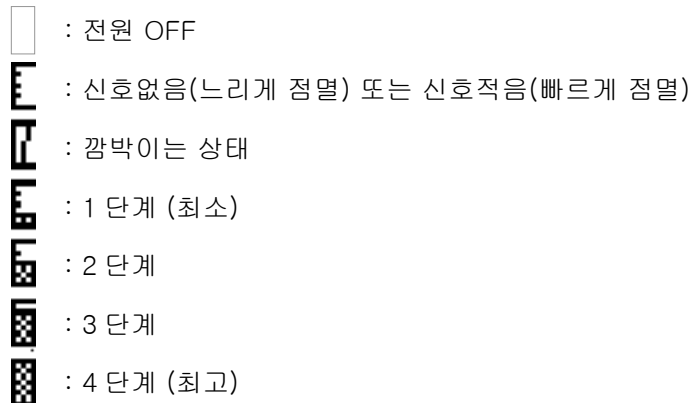 : 전원 OFF
: 신호없음(느리게 점멸) 또는 신호적음(빠르게 점멸)
: 깜박이는 상태
: 1 단계 (최소)
: 2 단계
: 3 단계
: 4 단계 (최고)